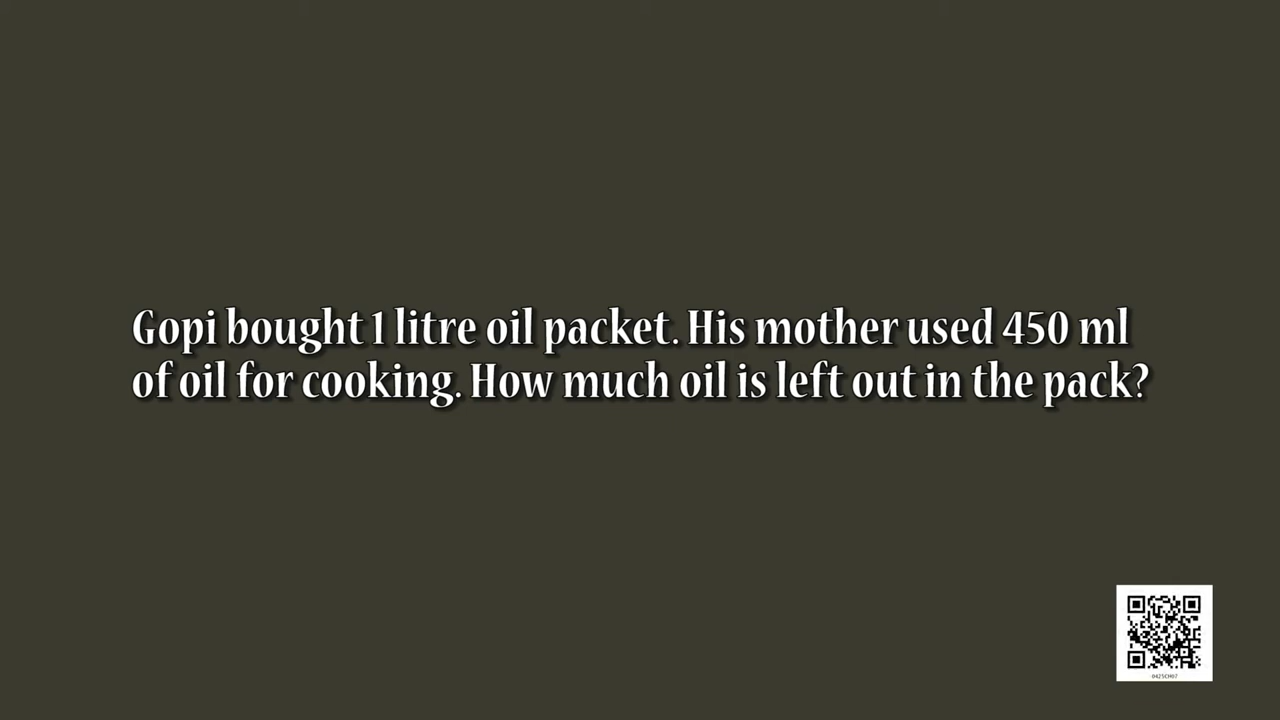 Gopi bought 1 litre oil packet. His mother used 450 ml
of oil for cooking. How much oil is left out in the pack?
0425CH07